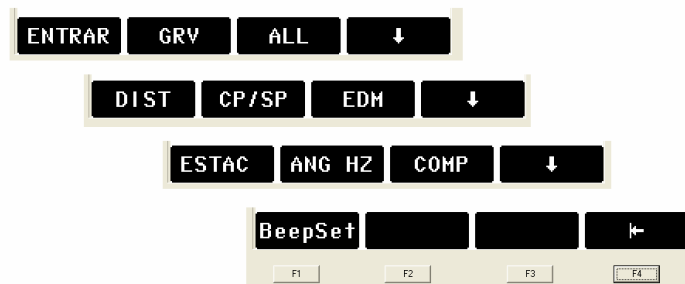 ENTRAR GRV ALL ↓
DIST CP/SP EDM ↓
ESTAC ANG HZ COMP ↓
BeepSet
F1 F2 F3 F4